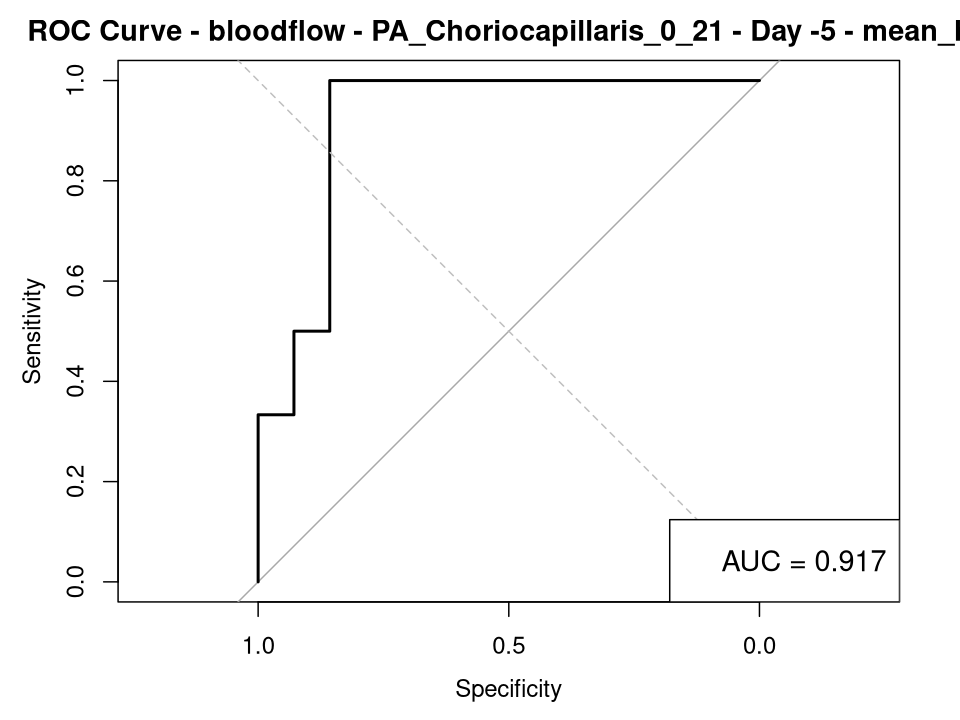 ROC Curve - bloodflow - PA_Choriocapillaris_0_21 - Day -5 - mean_
1.0
0.8
0.6
0.4
0.2
0.0
Sensitivity
AUC = 0.917
1.0 0.5 0.0
Specificity